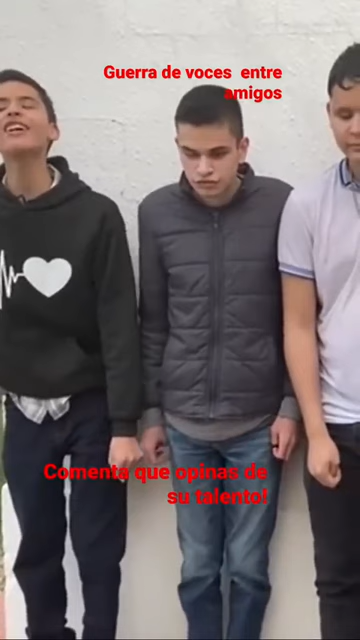 Guerra de voces entre
amigos
Comenta que opinas de
su talento!